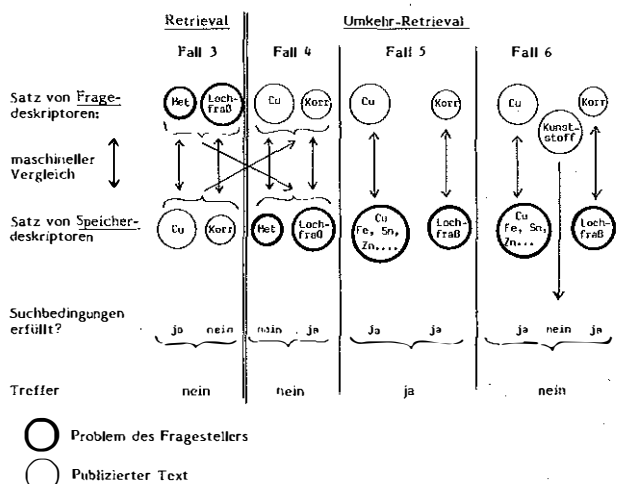 Retrieval Umkehr-Retrieval
Fall 3 Fall 4 Fall 5 Fall 6
Satz von Frage-
deskriptoren:
Met Loch-
fraß Cu Korr Cu Korr Cu Kunst-
stoff Korr
maschineller
Vergleich
Satz von Speicher-
deskriptoren
Cu Korr Met Loch-
fraß Cu
Fe, Sn,
Zn.... Loch-
fraß Cu
Fe, Sn,
Zn... Loch-
fraß
Suchbedingungen
erfüllt?
ja nein nein ja ja ja ja nein ja
Treffer nein nein ja nein
Problem des Fragestellers
Publizierter Text